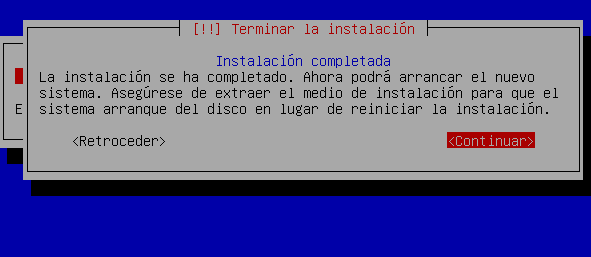 [!!] Terminar la instalación
Instalación completada
La instalación se ha completado. Ahora podrá arrancar el nuevo
sistema. Asegúrese de extraer el medio de instalación para que el
sistema arranque del disco en lugar de reiniciar la instalación.
<Retroceder> <Continuar>
E